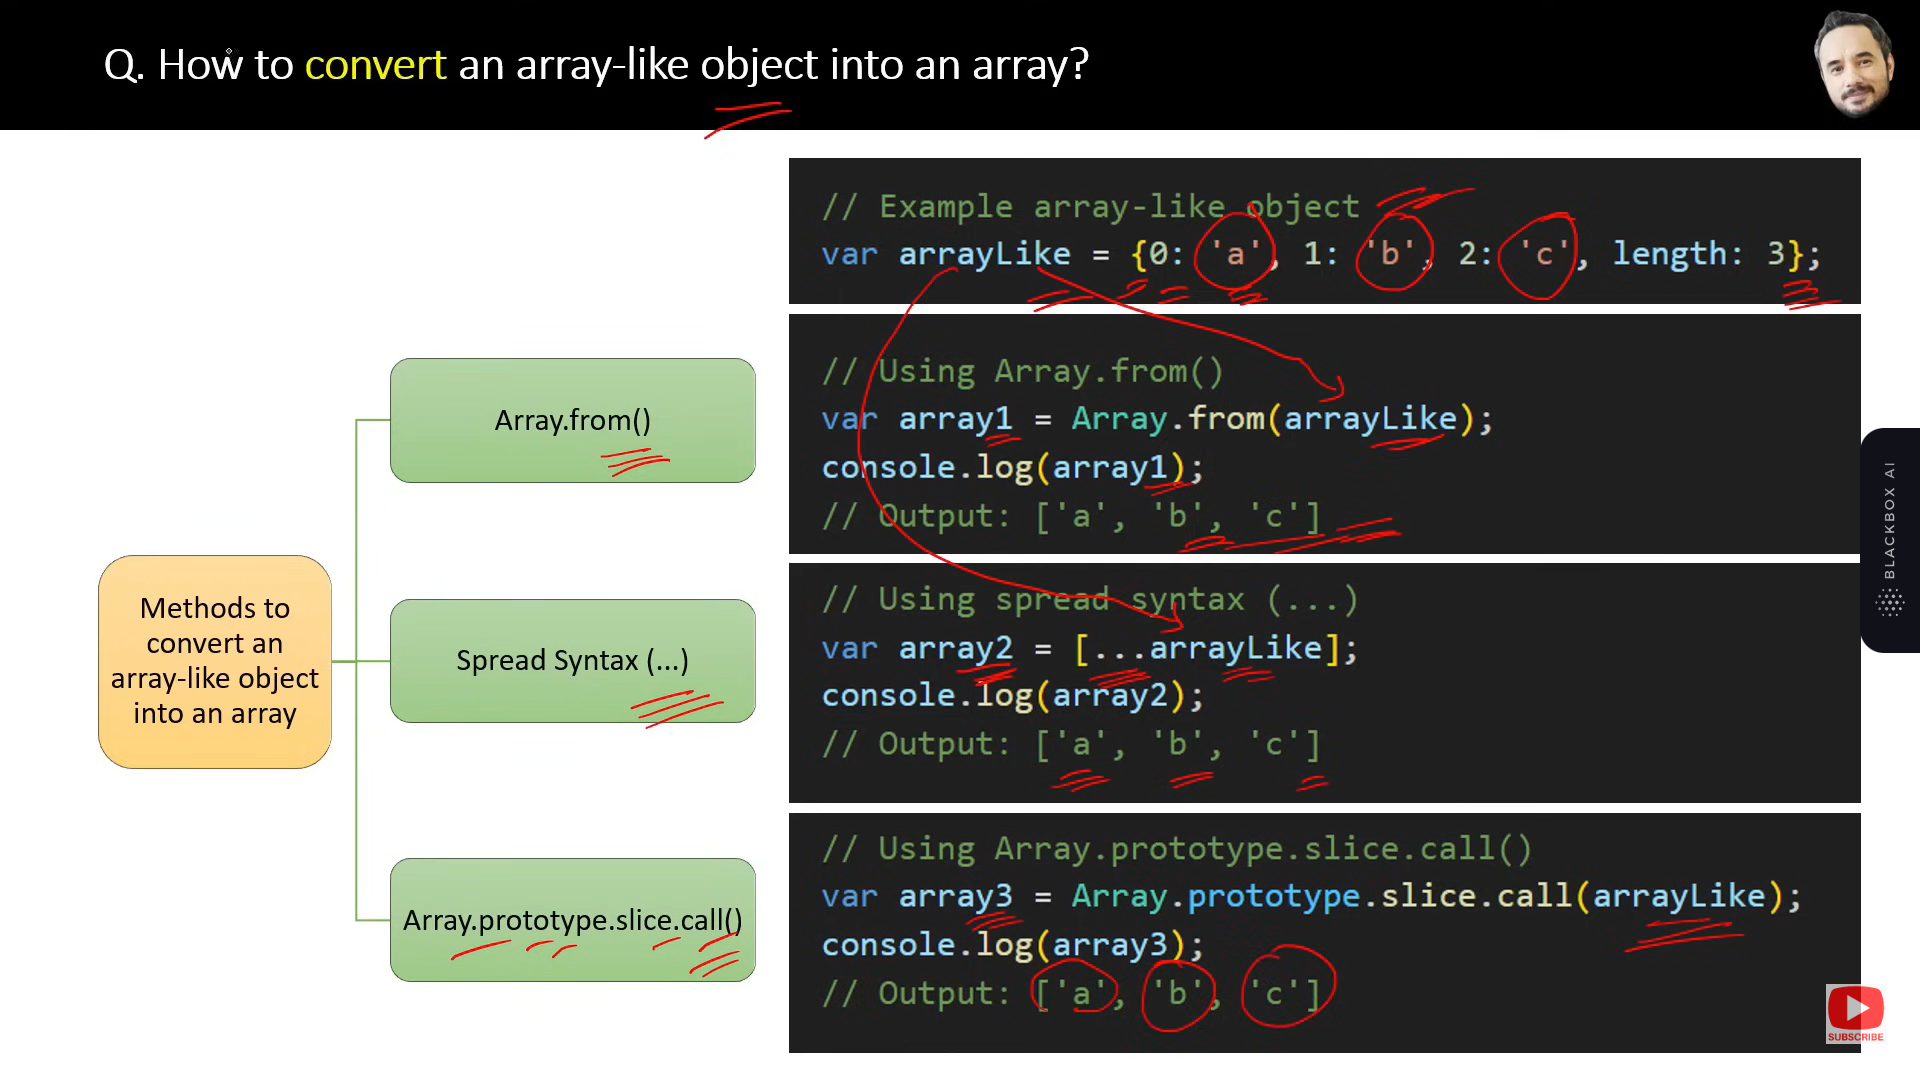 Q. How to convert an array-like object into an array?
// Example array-like object
var arrayLike = {0: 'a', 1: 'b', 2: 'c', length: 3};
Methods to
convert an
array-like object
into an array
Array.from()
// Using Array.from()
var array1 = Array.from(arrayLike);
console.log(array1);
// Output: ['a', 'b', 'c']
Spread Syntax (...)
// Using spread syntax (...)
var array2 = [...arrayLike];
console.log(array2);
// Output: ['a', 'b', 'c']
Array.prototype.slice.call()
// Using Array.prototype.slice.call()
var array3 = Array.prototype.slice.call(arrayLike);
console.log(array3);
// Output: ['a', 'b', 'c']
BLACKBOX AI
SUBSCRIBE